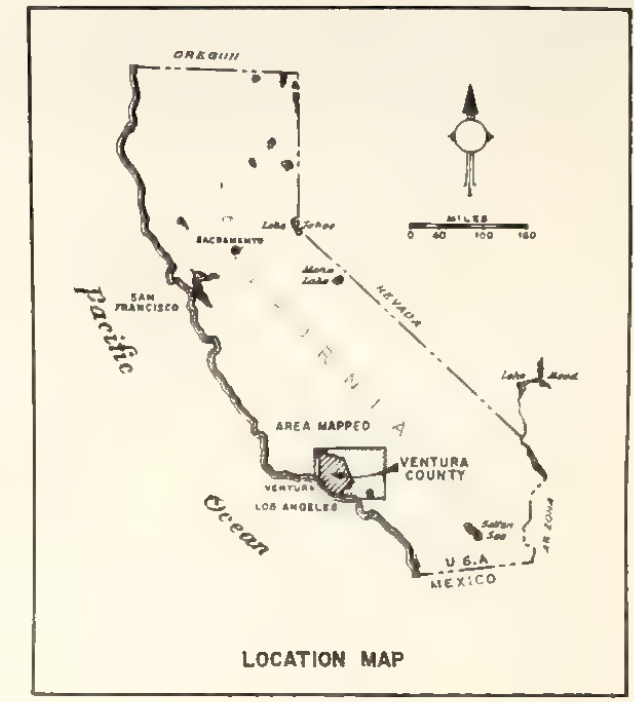 OREGON
MILES
0 40 100 160
Lake Tahoe
SACRAMENTO
Mono
Lake
NEVADA
SAN
FRANCISCO
Pacific
Ocean
Lake Mead
AREA MAPPED
VENTURA
COUNTY
VENTURA
LOS ANGELES
Salton
Sea
ARIZONA
U.S.A
MEXICO
LOCATION MAP